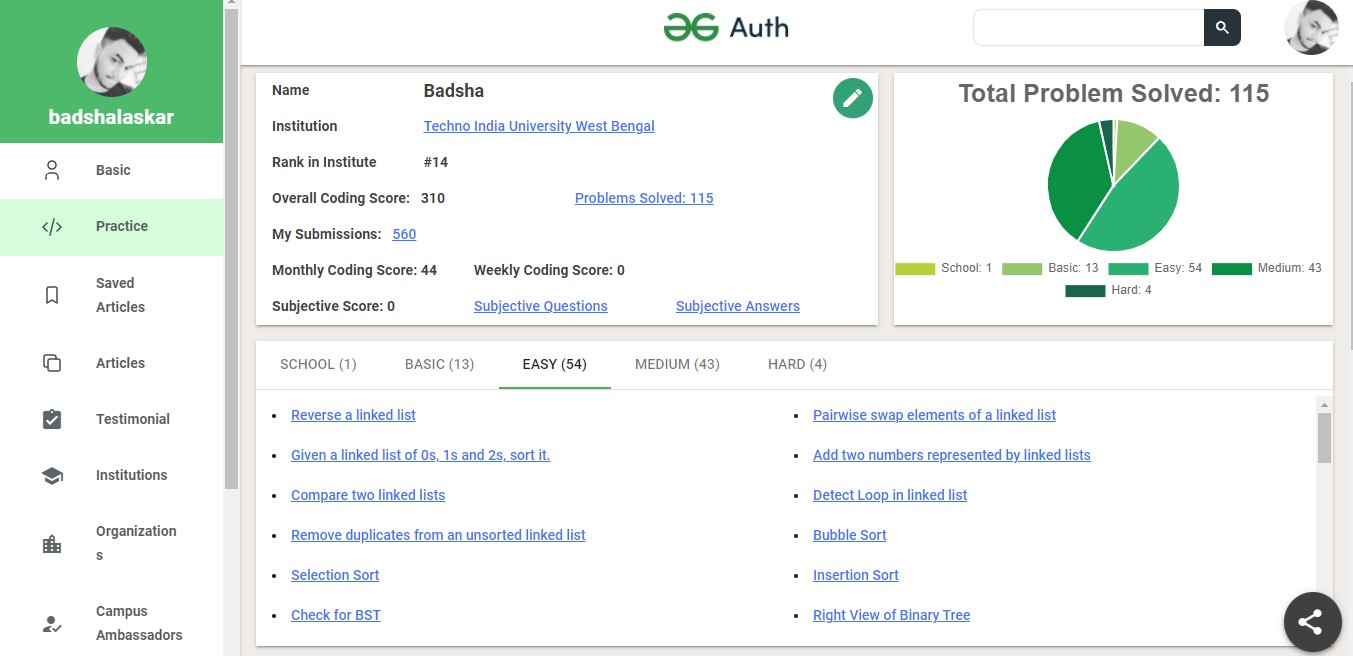 badshalaskar
Basic
Practice
Saved
Articles
Articles
Testimonial
Institutions
Organization
s
Campus
Ambassadors
Auth
Name Badsha
Institution Techno India University West Bengal
Rank in Institute #14
Overall Coding Score: 310 Problems Solved: 115
My Submissions: 560
Monthly Coding Score: 44 Weekly Coding Score: 0
Subjective Score: 0 Subjective Questions Subjective Answers
Total Problem Solved: 115
School: 1 Basic: 13 Easy: 54 Medium: 43
Hard: 4
SCHOOL (1) BASIC (13) EASY (54) MEDIUM (43) HARD (4)
Reverse a linked list Pairwise swap elements of a linked list
Given a linked list of 0s, 1s and 2s, sort it. Add two numbers represented by linked lists
Compare two linked lists Detect Loop in linked list
Remove duplicates from an unsorted linked list Bubble Sort
Selection Sort Insertion Sort
Check for BST Right View of Binary Tree